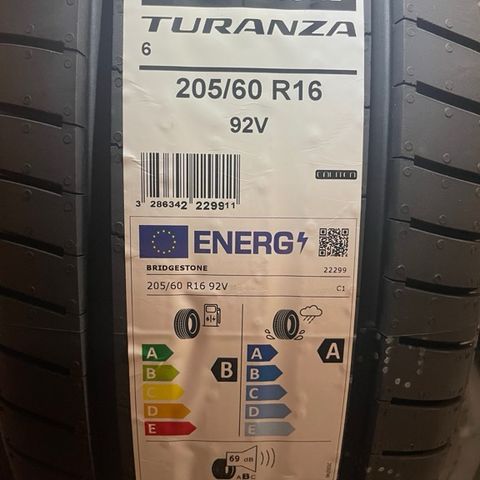 TURANZA
6
205/60 R16
92V
ENLITEN
3 286342 229911
ENERG
BRIDGESTONE 22299
205/60 R16 92V C1
A A
B B
C
D
E
69 dB
ABC